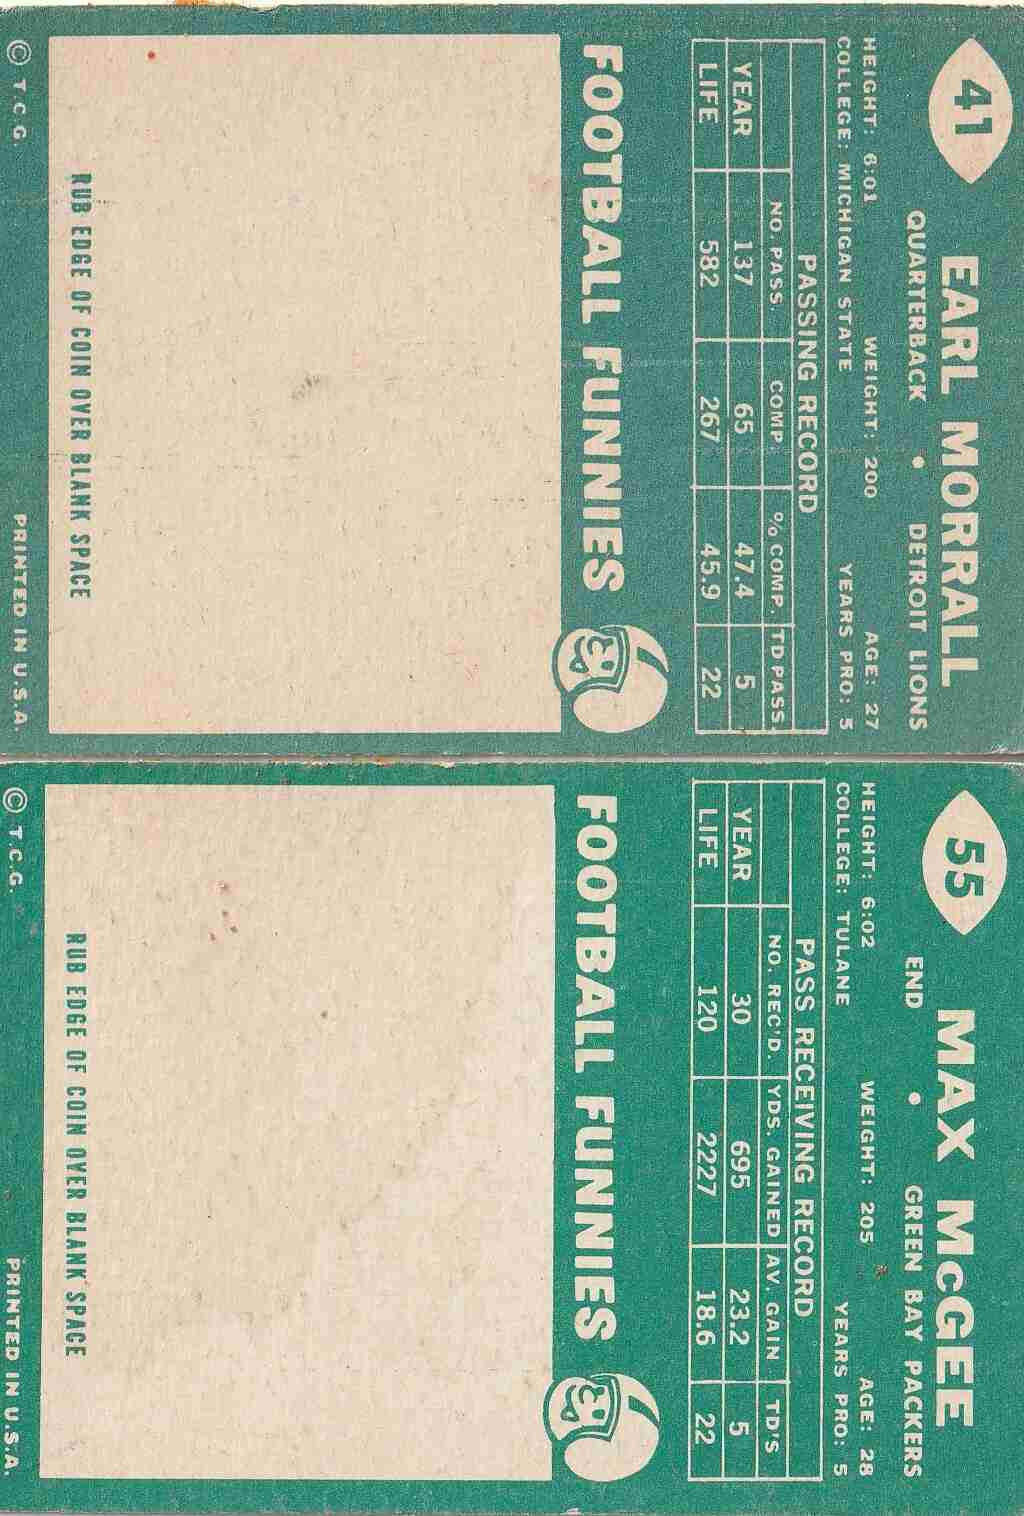 41
EARL MORRALL
QUARTERBACK • DETROIT LIONS
HEIGHT: 6:01 WEIGHT: 200 AGE: 27
COLLEGE: MICHIGAN STATE YEARS PRO: 5
PASSING RECORD
NO. PASS. COMP. % COMP. TD PASS.
YEAR 137 65 47.4 5
LIFE 582 267 45.9 22
FOOTBALL FUNNIES
RUB EDGE OF COIN OVER BLANK SPACE
© T.C.G. PRINTED IN U.S.A.
55
MAX McGEE
END • GREEN BAY PACKERS
HEIGHT: 6:02 WEIGHT: 205 AGE: 28
COLLEGE: TULANE YEARS PRO: 5
PASS RECEIVING RECORD
NO. REC'D. YDS. GAINED AV. GAIN TD'S
YEAR 30 695 23.2 5
LIFE 120 2227 18.6 22
FOOTBALL FUNNIES
RUB EDGE OF COIN OVER BLANK SPACE
© T.C.G. PRINTED IN U.S.A.